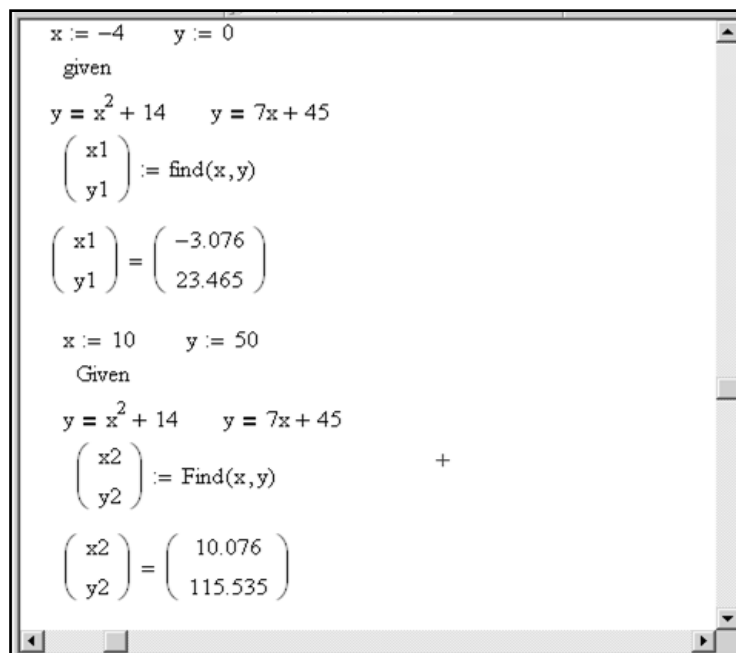 x := −4 y := 0
given
y = x² + 14 y = 7x + 45
( x1 y1 ) := find(x,y)
( x1 y1 ) = ( −3.076 23.465 )
x := 10 y := 50
Given
y = x² + 14 y = 7x + 45
( x2 y2 ) := Find(x,y)
( x2 y2 ) = ( 10.076 115.535 )